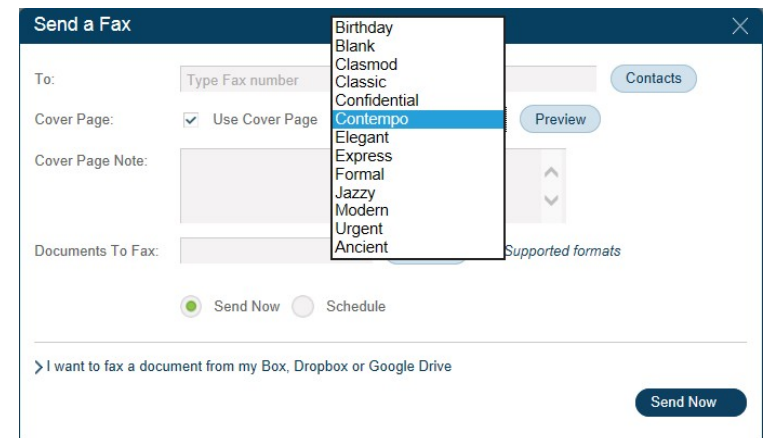 Send a Fax
To:
Type Fax number
Contacts
Cover Page:
Use Cover Page
Birthday
Blank
Clasmod
Classic
Confidential
Contempo
Elegant
Express
Formal
Jazzy
Modern
Urgent
Ancient
Preview
Cover Page Note:
Documents To Fax:
Supported formats
Send Now
Schedule
I want to fax a document from my Box, Dropbox or Google Drive
Send Now